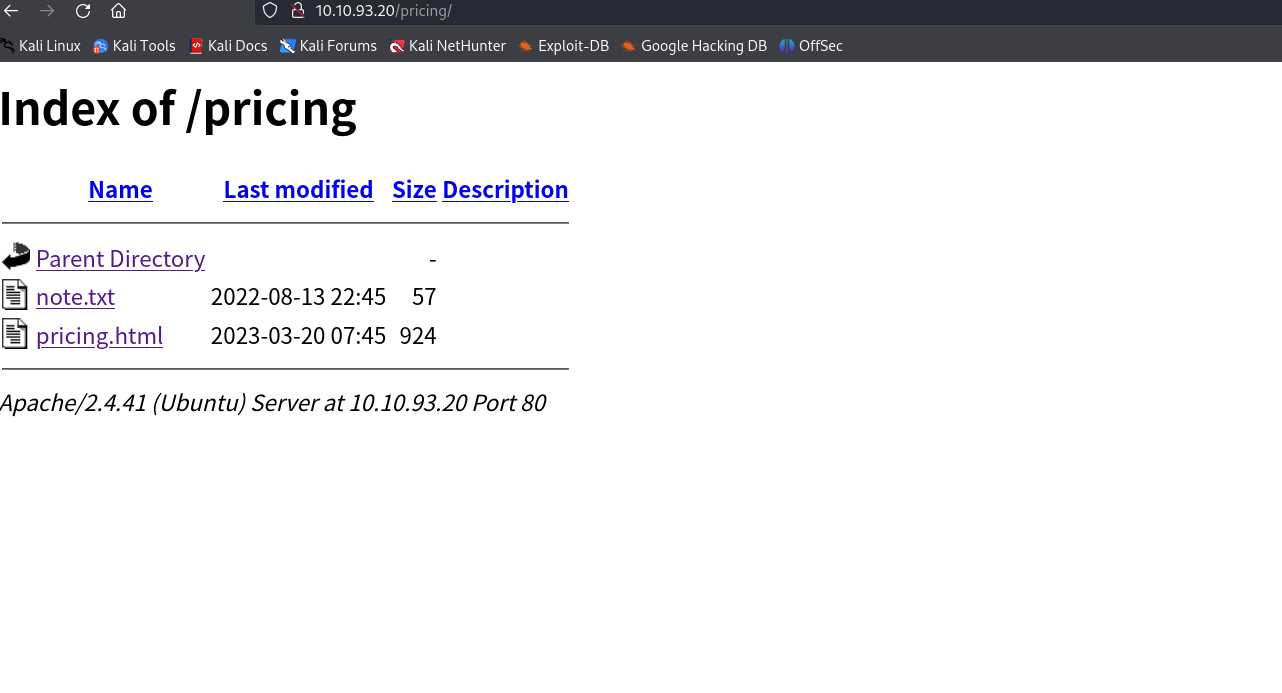 10.10.93.20/pricing/
Kali Linux Kali Tools Kali Docs Kali Forums Kali NetHunter Exploit-DB Google Hacking DB OffSec
Index of /pricing
Name Last modified Size Description
Parent Directory -
note.txt 2022-08-13 22:45 57
pricing.html 2023-03-20 07:45 924
Apache/2.4.41 (Ubuntu) Server at 10.10.93.20 Port 80